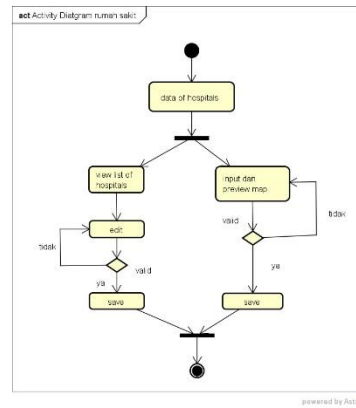 act Activity Diatgram rumah sakit
data of hospitals
view list of
hospitals
input dan
preview map
edit
tidak
valid
ya
save
valid
tidak
ya
save
powered by Ast